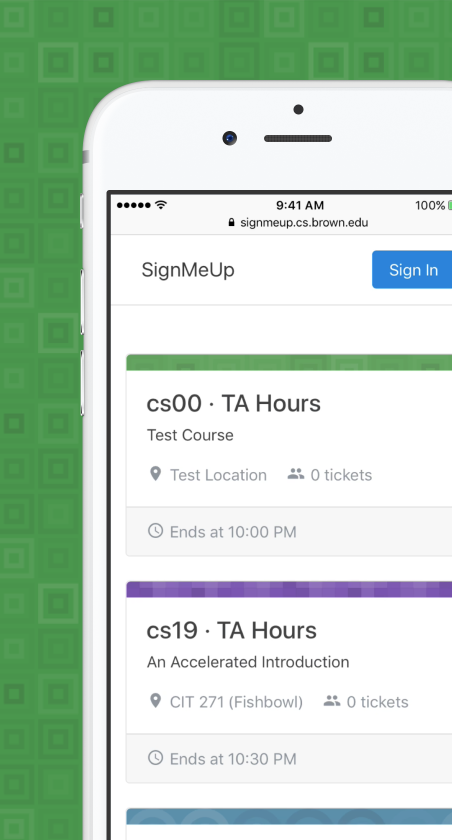 9:41 AM
100%
signmeup.cs.brown.edu
SignMeUp
Sign In
cs00 · TA Hours
Test Course
Test Location
0 tickets
Ends at 10:00 PM
cs19 · TA Hours
An Accelerated Introduction
CIT 271 (Fishbowl)
0 tickets
Ends at 10:30 PM